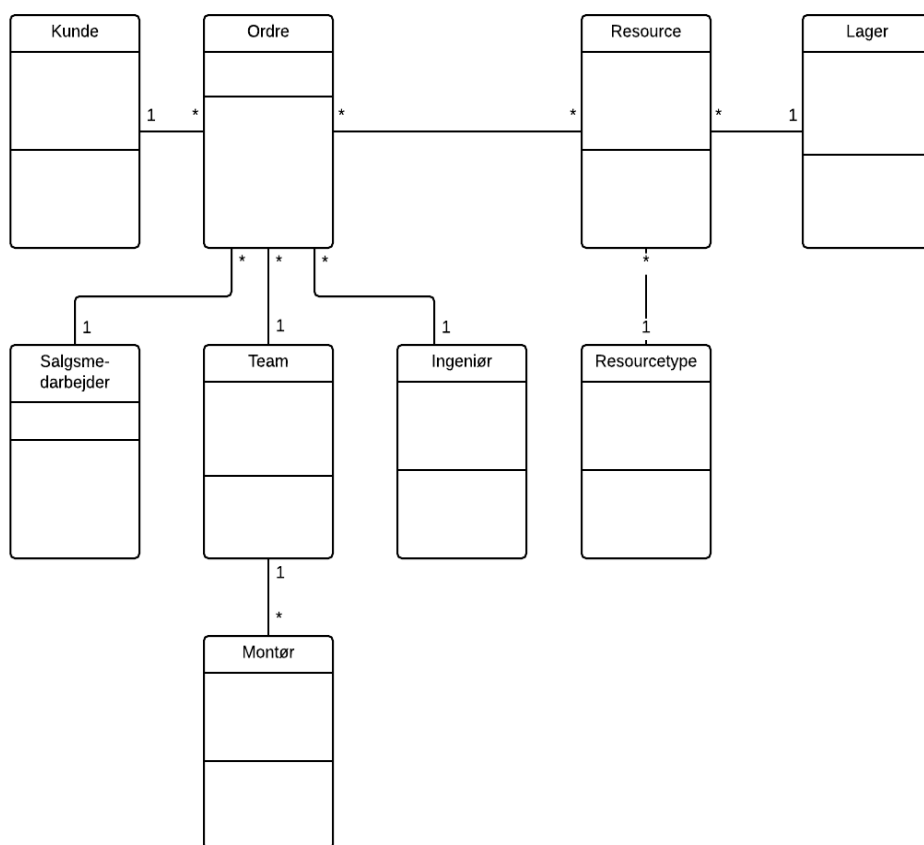 Kunde
Ordre
Resource
Lager
1
*
*
*
*
1
*
*
*
*
1
1
1
1
Salgsme-
darbejder
Team
Ingeniør
Resourcetype
1
*
Montør